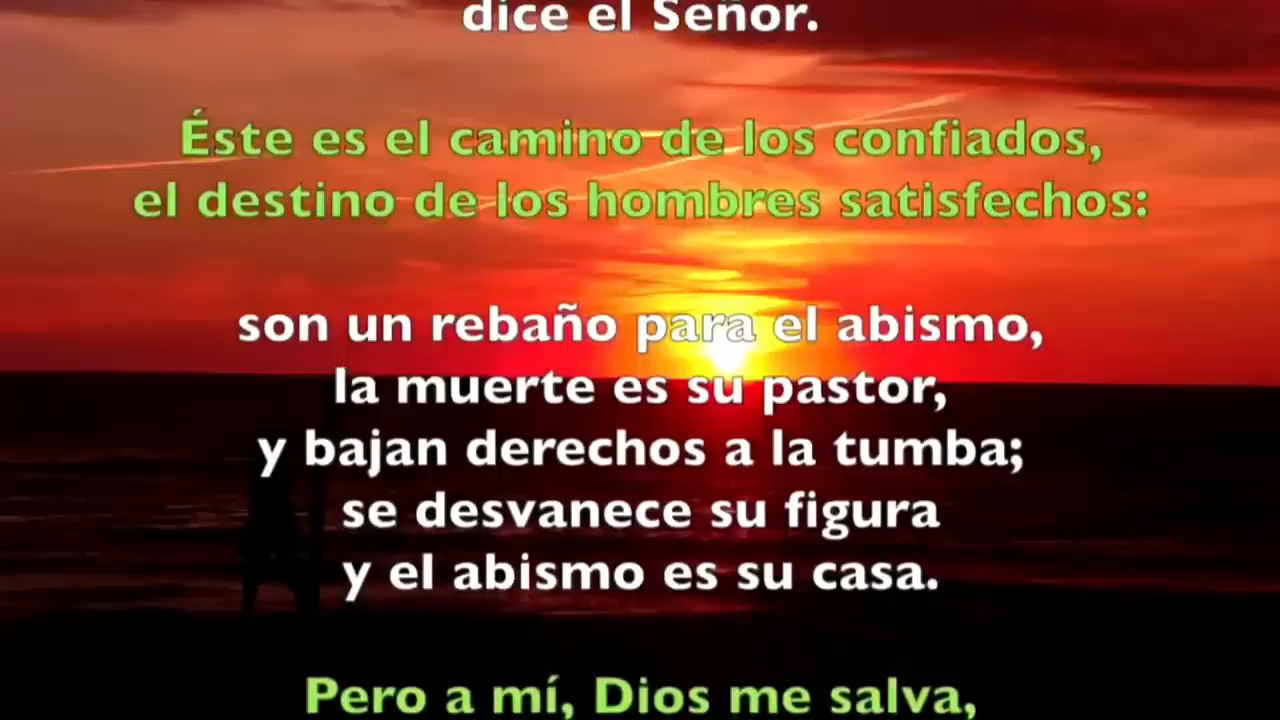 dice el Señor.
Éste es el camino de los confiados,
el destino de los hombres satisfechos:
son un rebaño para el abismo,
la muerte es su pastor,
y bajan derechos a la tumba;
se desvanece su figura
y el abismo es su casa.
Pero a mí, Dios me salva,